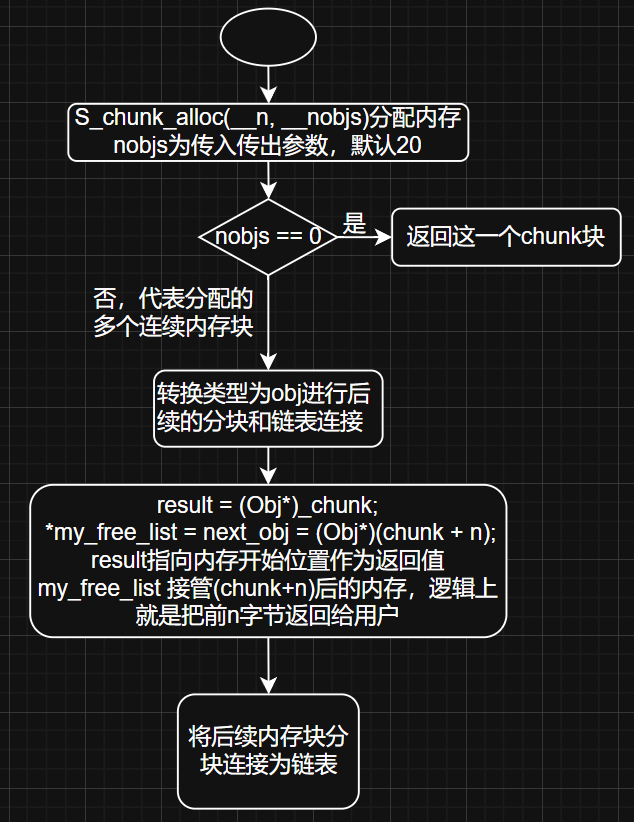 S_chunk_alloc(__n, __nobjs)分配内存
nobjs为传入传出参数，默认20
nobjs == 0
是
返回这一个chunk块
否，代表分配的
多个连续内存块
转换类型为obj进行后
续的分块和链表连接
result = (Obj*)_chunk;
*my_free_list = next_obj = (Obj*)(chunk + n);
result指向内存开始位置作为返回值
my_free_list 接管(chunk+n)后的内存，逻辑上
就是把前n字节返回给用户
将后续内存块分
块连接为链表